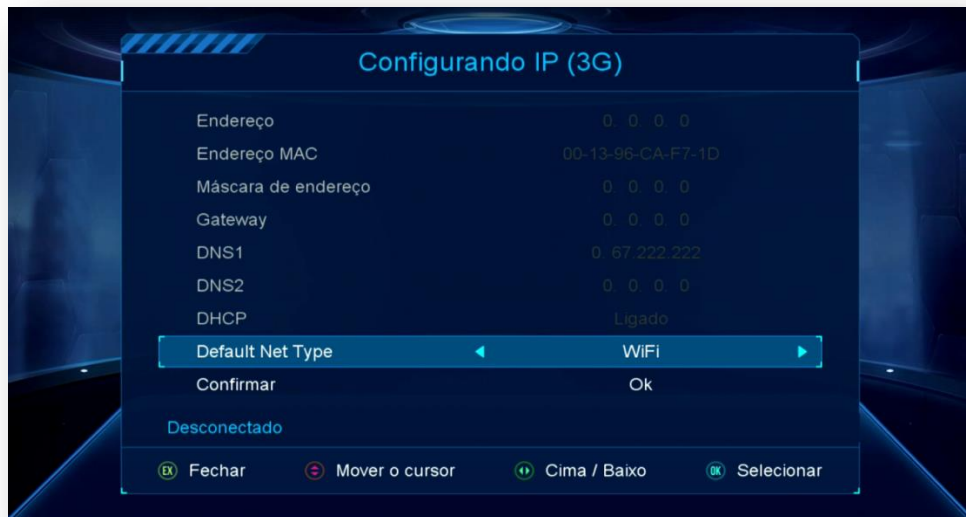 Configurando IP (3G)
Endereço 0. 0. 0. 0
Endereço MAC 00-13-96-CA-F7-1D
Máscara de endereço 0. 0. 0. 0
Gateway 0. 0. 0. 0
DNS1 0. 67.222.222
DNS2 0. 0. 0. 0
DHCP Ligado
Default Net Type WiFi
Confirmar Ok
Desconectado
EX Fechar Mover o cursor Cima / Baixo OK Selecionar